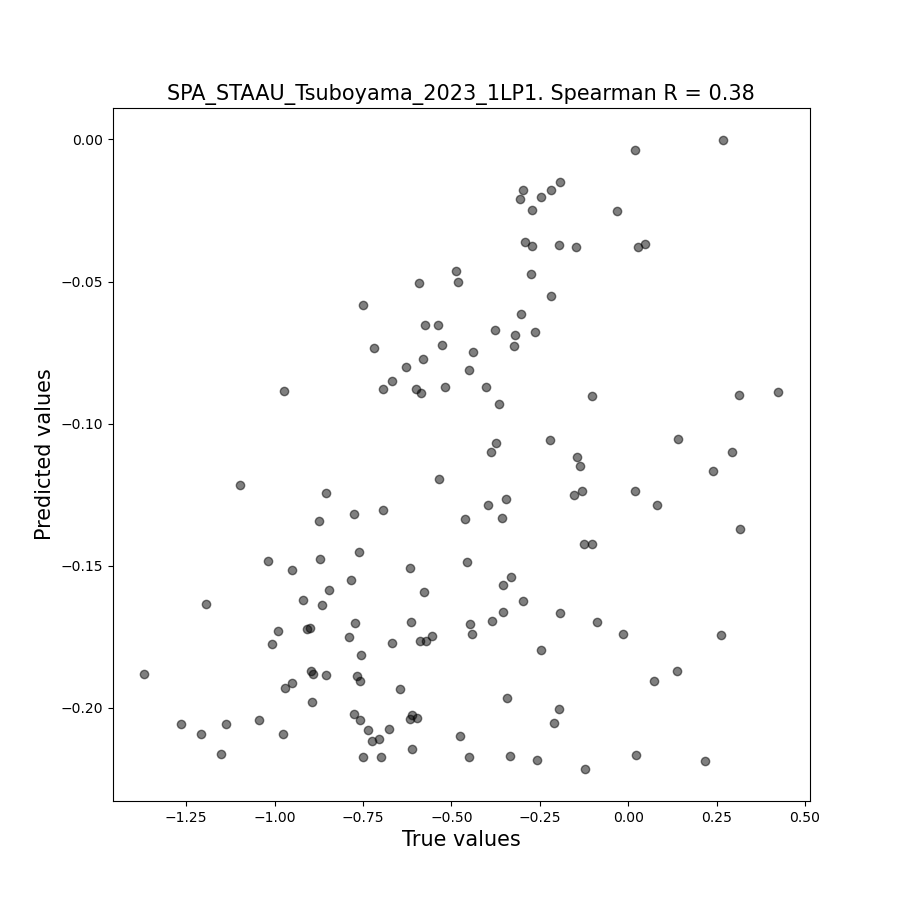 SPA_STAAU_Tsuboyama_2023_1LP1. Spearman R = 0.38
0.00
−0.05
−0.10
−0.15
−0.20
Predicted values
−1.25 −1.00 −0.75 −0.50 −0.25 0.00 0.25 0.50
True values